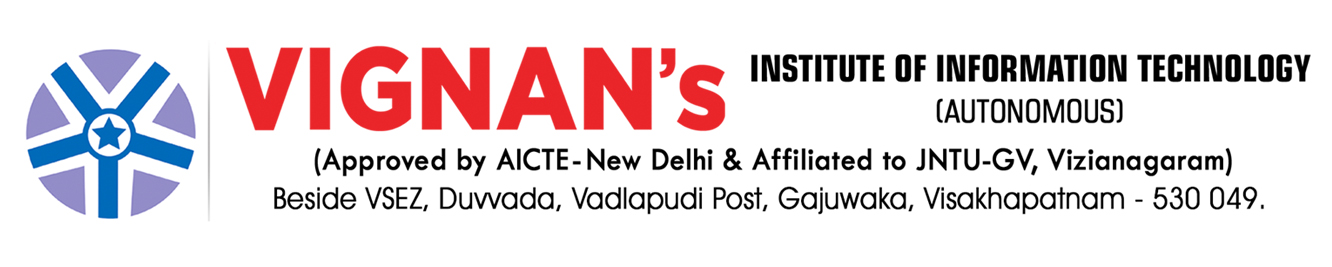 VIGNAN's INSTITUTE OF INFORMATION TECHNOLOGY
(AUTONOMOUS)
(Approved by AICTE-New Delhi & Affiliated to JNTU-GV, Vizianagaram)
Beside VSEZ, Duvvada, Vadlapudi Post, Gajuwaka, Visakhapatnam - 530 049.